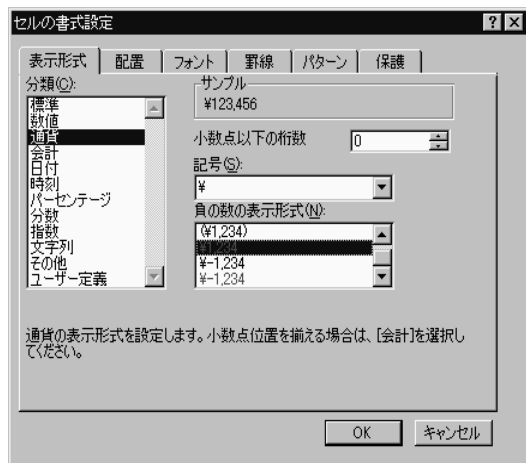 セルの書式設定
表示形式 配置 フォント 罫線 パターン 保護
分類(C):
標準
数値
通貨
会計
日付
時刻
パーセンテージ
分数
指数
文字列
その他
ユーザー定義
サンプル
¥123,456
小数点以下の桁数 0
記号(S):
¥
負の数の表示形式(N):
(¥1,234)
¥1,234
¥-1,234
¥-1,234
通貨の表示形式を設定します。小数点位置を揃える場合は、[会計]を選択し
てください。
OK キャンセル